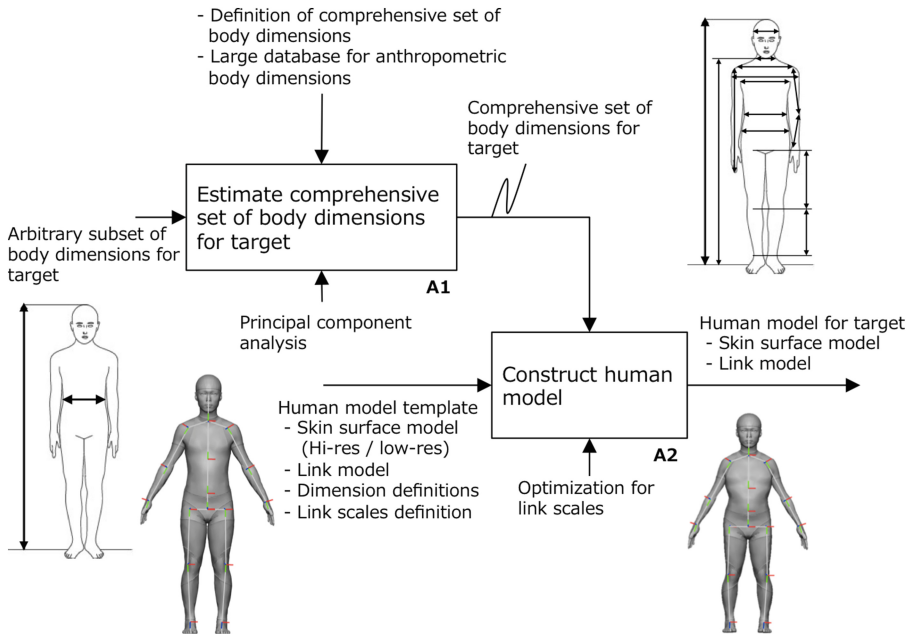 - Definition of comprehensive set of
body dimensions
- Large database for anthropometric
body dimensions
Comprehensive set of
body dimensions for
target
Estimate comprehensive
set of body dimensions
for target
Arbitrary subset of
body dimensions for
target
A1
Principal component
analysis
Human model for target
- Skin surface model
- Link model
Construct human
model
Human model template
- Skin surface model
(Hi-res / low-res)
- Link model
- Dimension definitions
- Link scales definition
A2
Optimization for
link scales